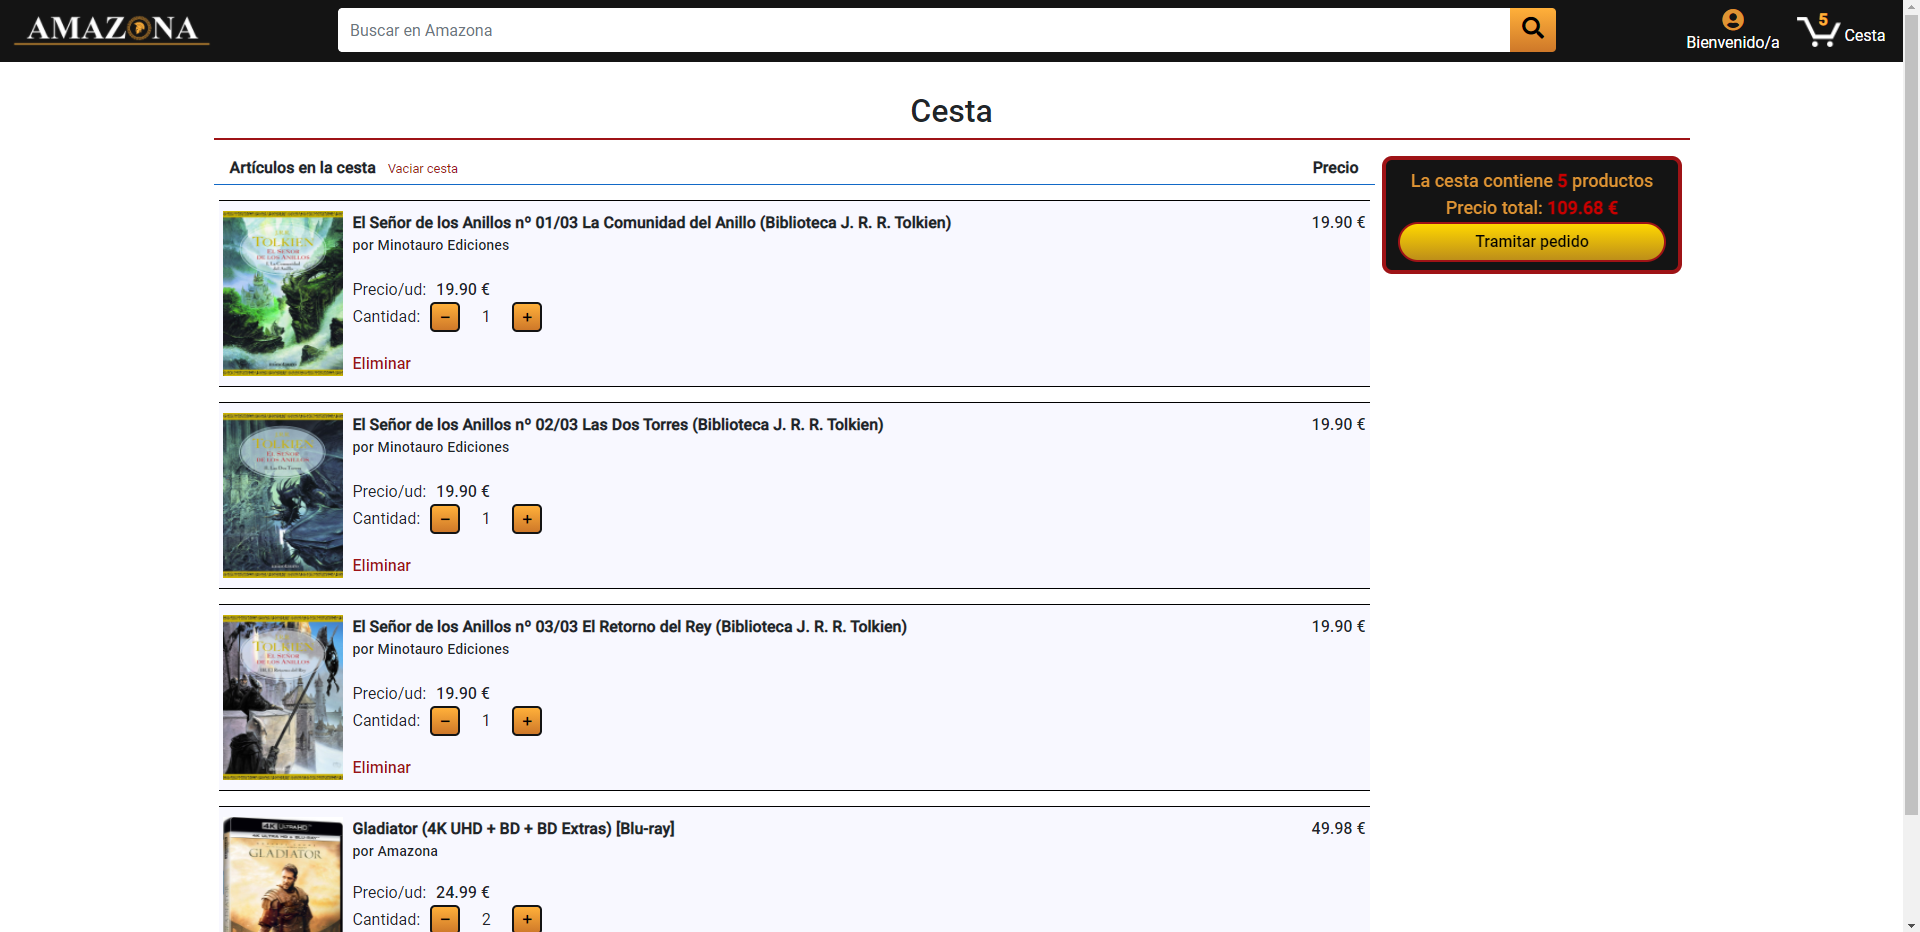 AMAZONA
Buscar en Amazona
Bienvenido/a
5
Cesta
Cesta
Artículos en la cesta Vaciar cesta Precio
La cesta contiene 5 productos
Precio total: 109.68 €
Tramitar pedido
TOLKIEN
EL SEÑOR
DE LOS ANILLOS
El Señor de los Anillos nº 01/03 La Comunidad del Anillo (Biblioteca J. R. R. Tolkien) 19.90 €
por Minotauro Ediciones
Precio/ud: 19.90 €
Cantidad: − 1 +
Eliminar
TOLKIEN
EL SEÑOR
DE LOS ANILLOS
El Señor de los Anillos nº 02/03 Las Dos Torres (Biblioteca J. R. R. Tolkien) 19.90 €
por Minotauro Ediciones
Precio/ud: 19.90 €
Cantidad: − 1 +
Eliminar
TOLKIEN
EL SEÑOR
DE LOS ANILLOS
El Señor de los Anillos nº 03/03 El Retorno del Rey (Biblioteca J. R. R. Tolkien) 19.90 €
por Minotauro Ediciones
Precio/ud: 19.90 €
Cantidad: − 1 +
Eliminar
4K ULTRA HD
GLADIATOR
Gladiator (4K UHD + BD + BD Extras) [Blu-ray] 49.98 €
por Amazona
Precio/ud: 24.99 €
Cantidad: − 2 +